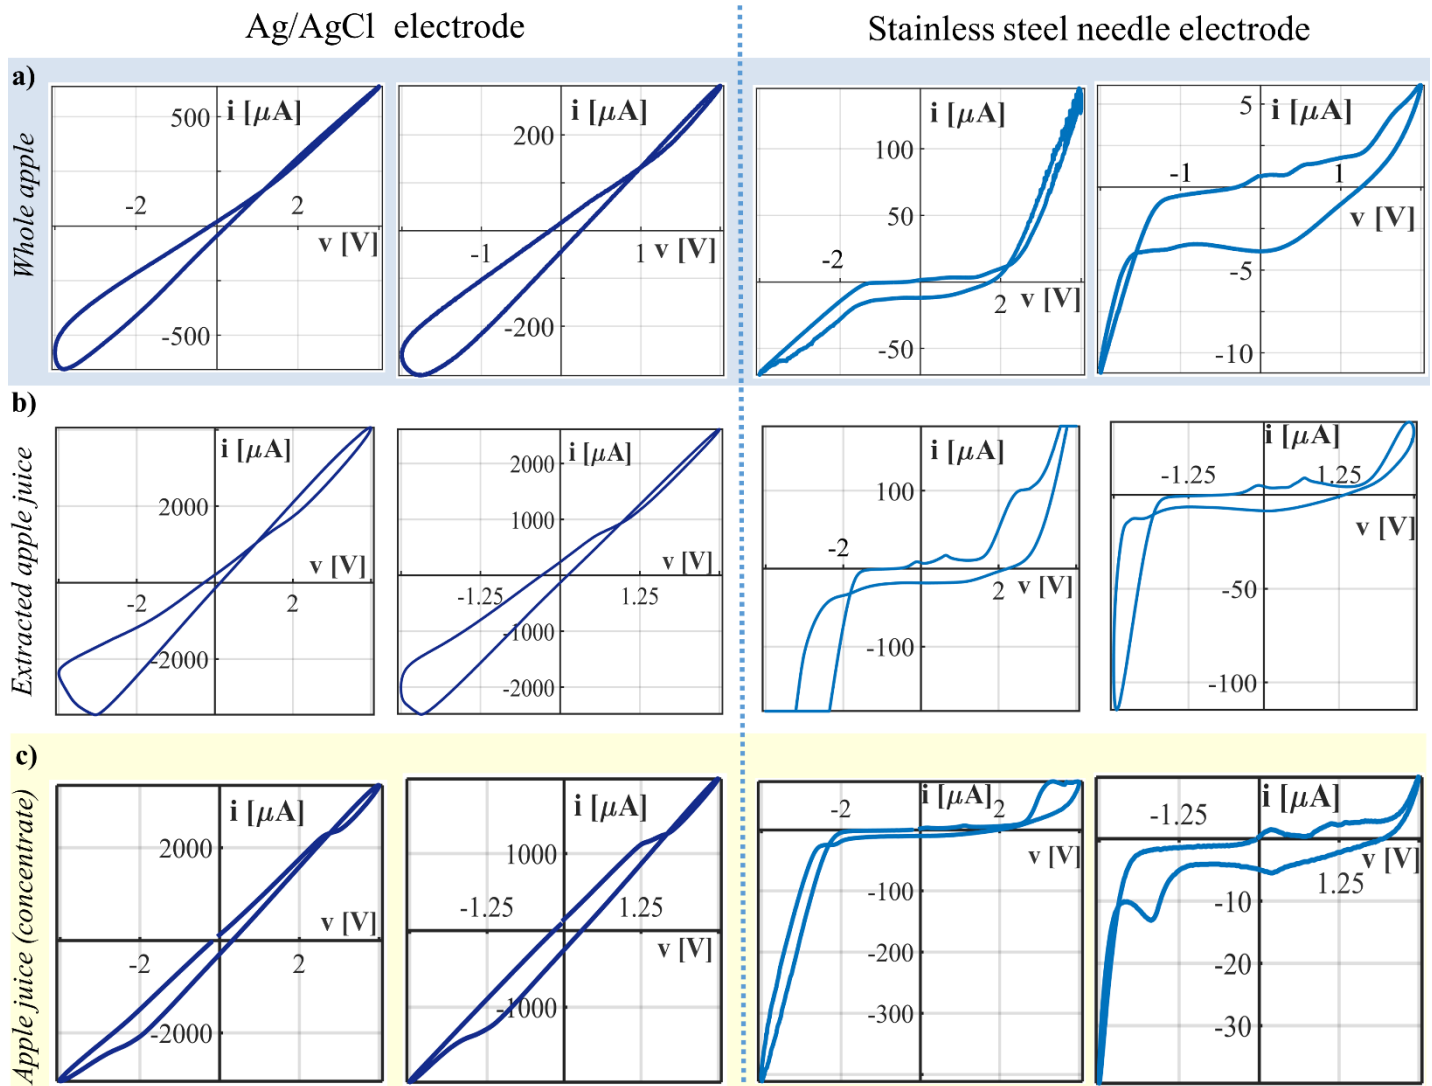 Ag/AgCl electrode
Stainless steel needle electrode
a)
Whole apple
i [μA]
500
-2
2
v [V]
-500
i [μA]
200
-1
1
v [V]
-200
i [μA]
100
50
-2
2
v [V]
-50
5
i [μA]
-1
1
v [V]
-5
-10
b)
Extracted apple juice
i [μA]
2000
v [V]
-2
2
-2000
i [μA]
2000
1000
v [V]
-1.25
1.25
-1000
-2000
i [μA]
100
-2
2
v [V]
-100
i [μA]
-1.25
1.25
v [V]
-50
-100
c)
Apple juice (concentrate)
i [μA]
2000
v [V]
-2
2
-2000
i [μA]
1000
-1.25
1.25
v [V]
-1000
i [μA]
-2
2
v [V]
-100
-200
-300
i [μA]
-1.25
v [V]
1.25
-10
-20
-30